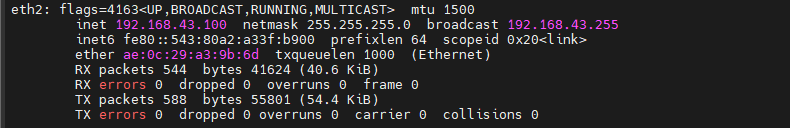 eth2: flags=4163<UP,BROADCAST,RUNNING,MULTICAST>  mtu 1500
        inet 192.168.43.100  netmask 255.255.255.0  broadcast 192.168.43.255
        inet6 fe80::543:80a2:a33f:b900  prefixlen 64  scopeid 0x20<link>
        ether ae:0c:29:a3:9b:6d  txqueuelen 1000  (Ethernet)
        RX packets 544  bytes 41624 (40.6 KiB)
        RX errors 0  dropped 0  overruns 0  frame 0
        TX packets 588  bytes 55801 (54.4 KiB)
        TX errors 0  dropped 0 overruns 0  carrier 0  collisions 0